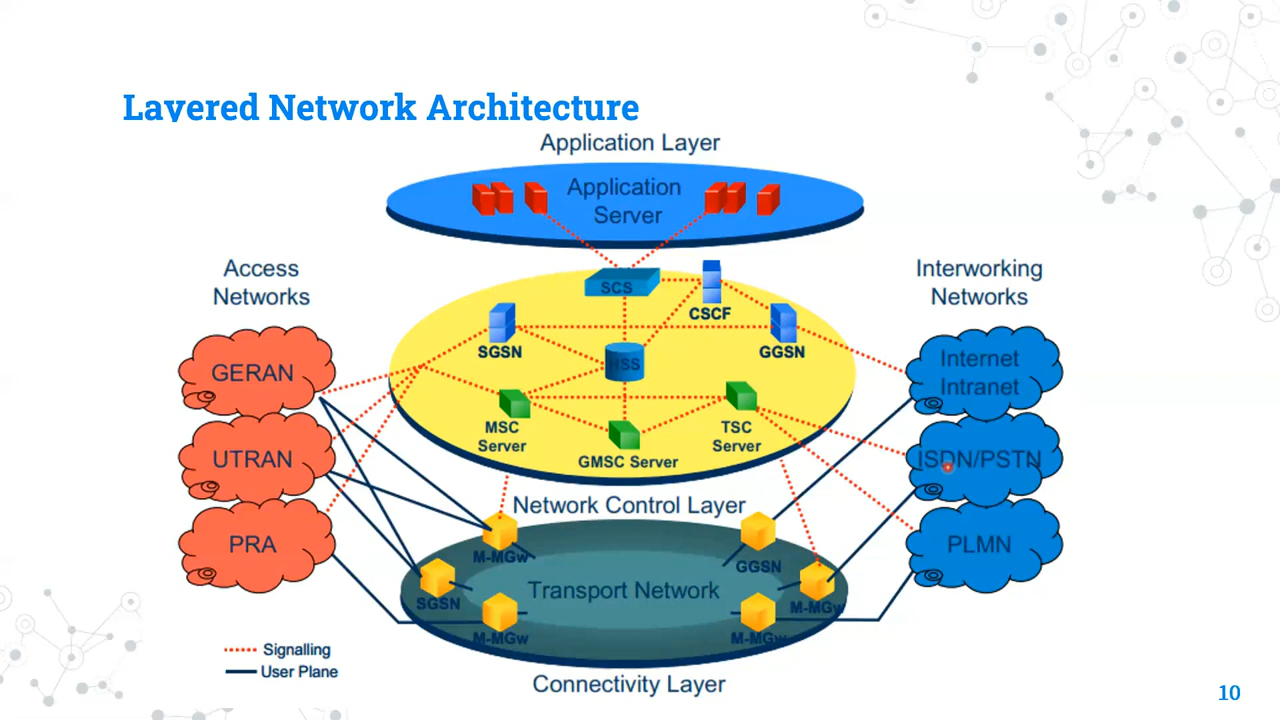 Layered Network Architecture
Application Layer
Application
Server
Access
Networks
Interworking
Networks
SCS
CSCF
SGSN
GGSN
HSS
GERAN
Internet
Intranet
MSC
Server
TSC
Server
GMSC Server
UTRAN
ISDN/PSTN
Network Control Layer
PRA
PLMN
M-MGw
GGSN
Transport Network
SGSN
M-MGw
M-MGw
M-MGw
Signalling
User Plane
Connectivity Layer
10